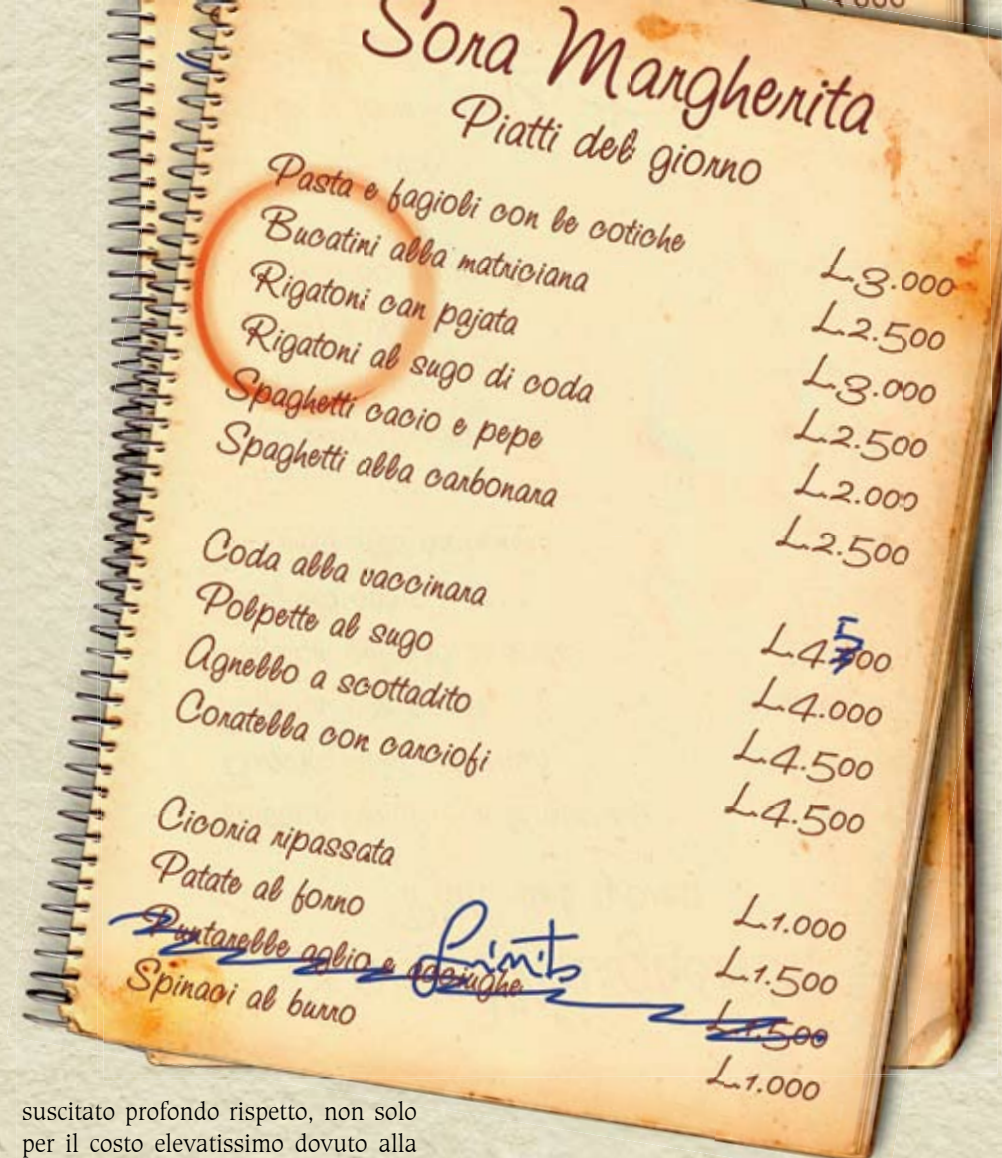 Sora Margherita
Piatti del giorno
Pasta e fagioli con le cotiche L.3.000
Bucatini alla matriciana L.2.500
Rigatoni can pajata L.3.000
Rigatoni al sugo di coda L.2.500
Spaghetti cacio e pepe L.2.000
Spaghetti alla carbonara L.2.500
Coda alla vaccinara L.4.500
Polpette al sugo L.4.000
Agnello a scottadito L.4.500
Coratella con carciofi L.4.500
Cicoria ripassata L.1.000
Patate al forno L.1.500
Puntarelle aglio e acciughe L.1.500
finito
Spinaci al burro L.1.000
suscitato profondo rispetto, non solo
per il costo elevatissimo dovuto alla